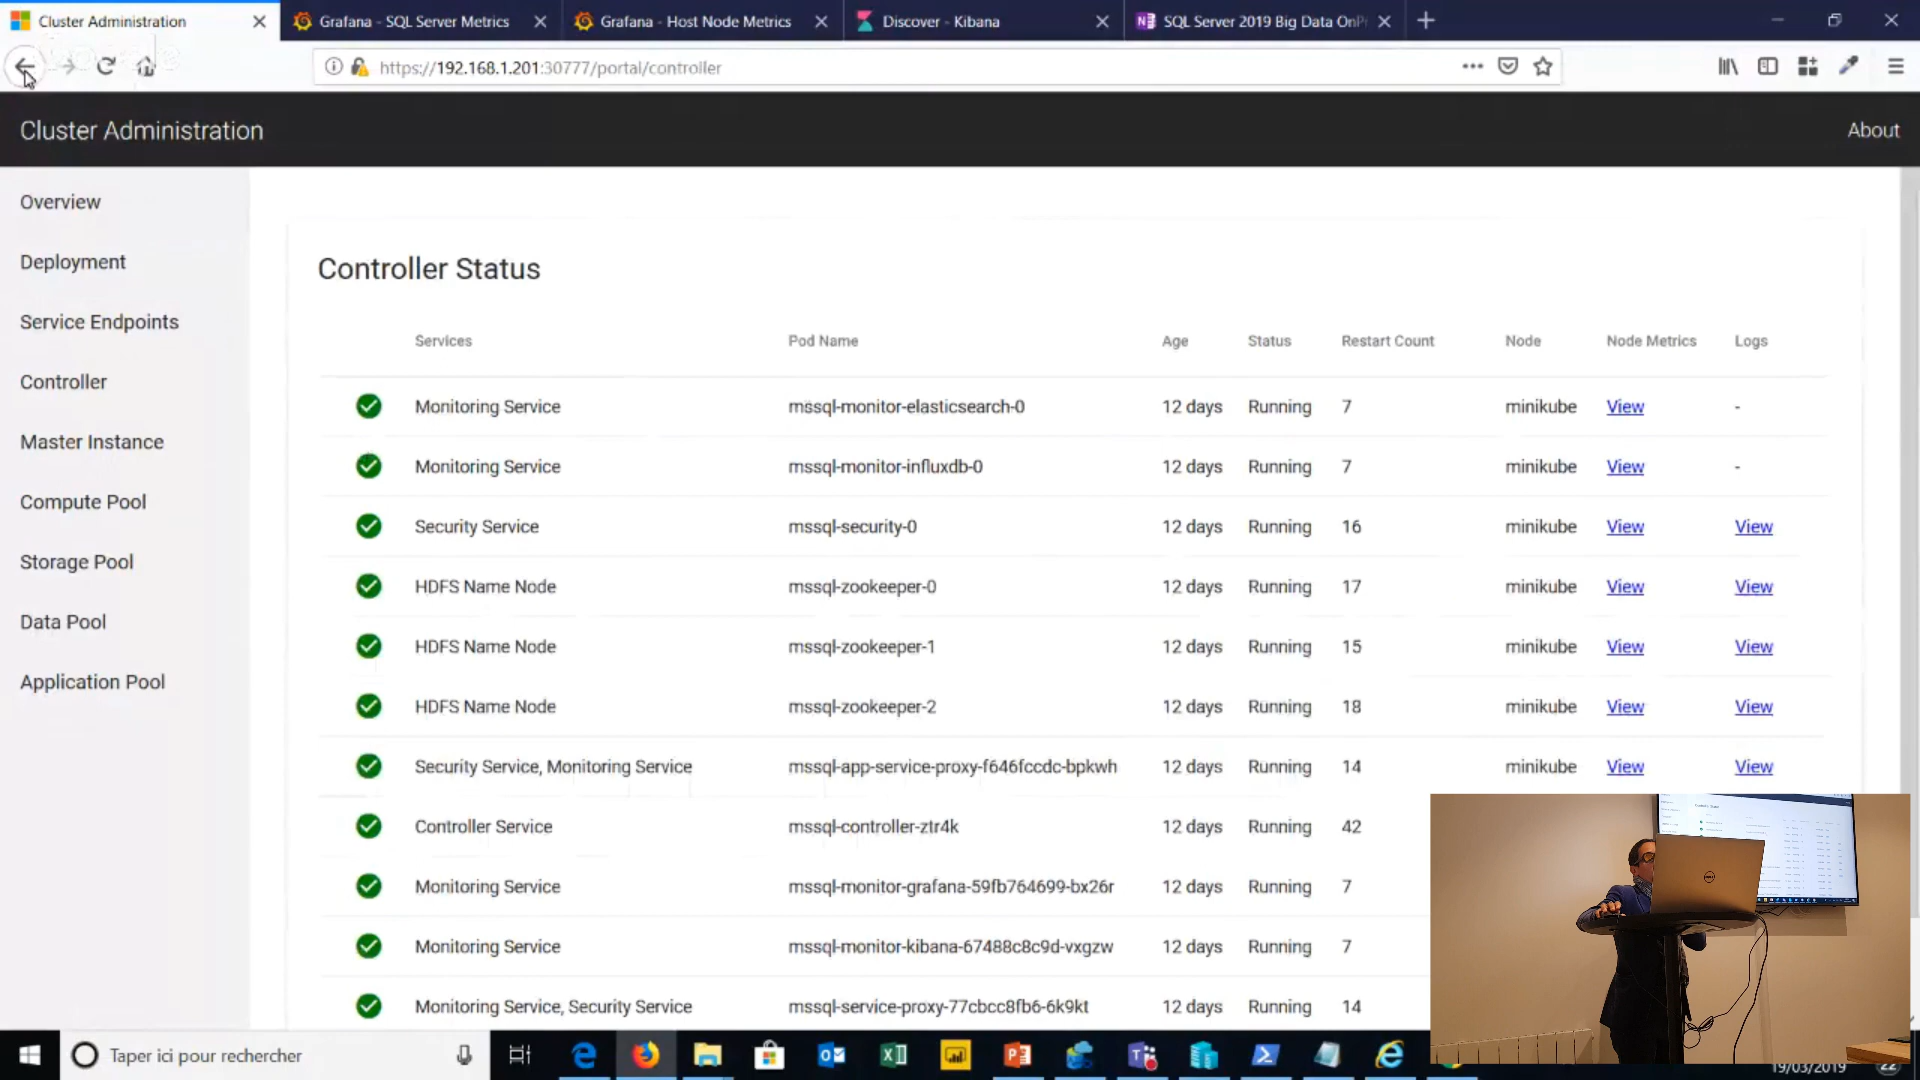 Cluster Administration
Grafana - SQL Server Metrics
Grafana - Host Node Metrics
Discover - Kibana
SQL Server 2019 Big Data OnPr
https://192.168.1.201:30777/portal/controller
Cluster Administration
About
Overview
Deployment
Service Endpoints
Controller
Master Instance
Compute Pool
Storage Pool
Data Pool
Application Pool
Controller Status
Services Pod Name Age Status Restart Count Node Node Metrics Logs
Monitoring Service mssql-monitor-elasticsearch-0 12 days Running 7 minikube View -
Monitoring Service mssql-monitor-influxdb-0 12 days Running 7 minikube View -
Security Service mssql-security-0 12 days Running 16 minikube View View
HDFS Name Node mssql-zookeeper-0 12 days Running 17 minikube View View
HDFS Name Node mssql-zookeeper-1 12 days Running 15 minikube View View
HDFS Name Node mssql-zookeeper-2 12 days Running 18 minikube View View
Security Service, Monitoring Service mssql-app-service-proxy-f646fccdc-bpkwh 12 days Running 14 minikube View View
Controller Service mssql-controller-ztr4k 12 days Running 42
Monitoring Service mssql-monitor-grafana-59fb764699-bx26r 12 days Running 7
Monitoring Service mssql-monitor-kibana-67488c8c9d-vxgzw 12 days Running 7
Monitoring Service, Security Service mssql-service-proxy-77cbcc8fb6-6k9kt 12 days Running 14
Taper ici pour rechercher
19/03/2019
22